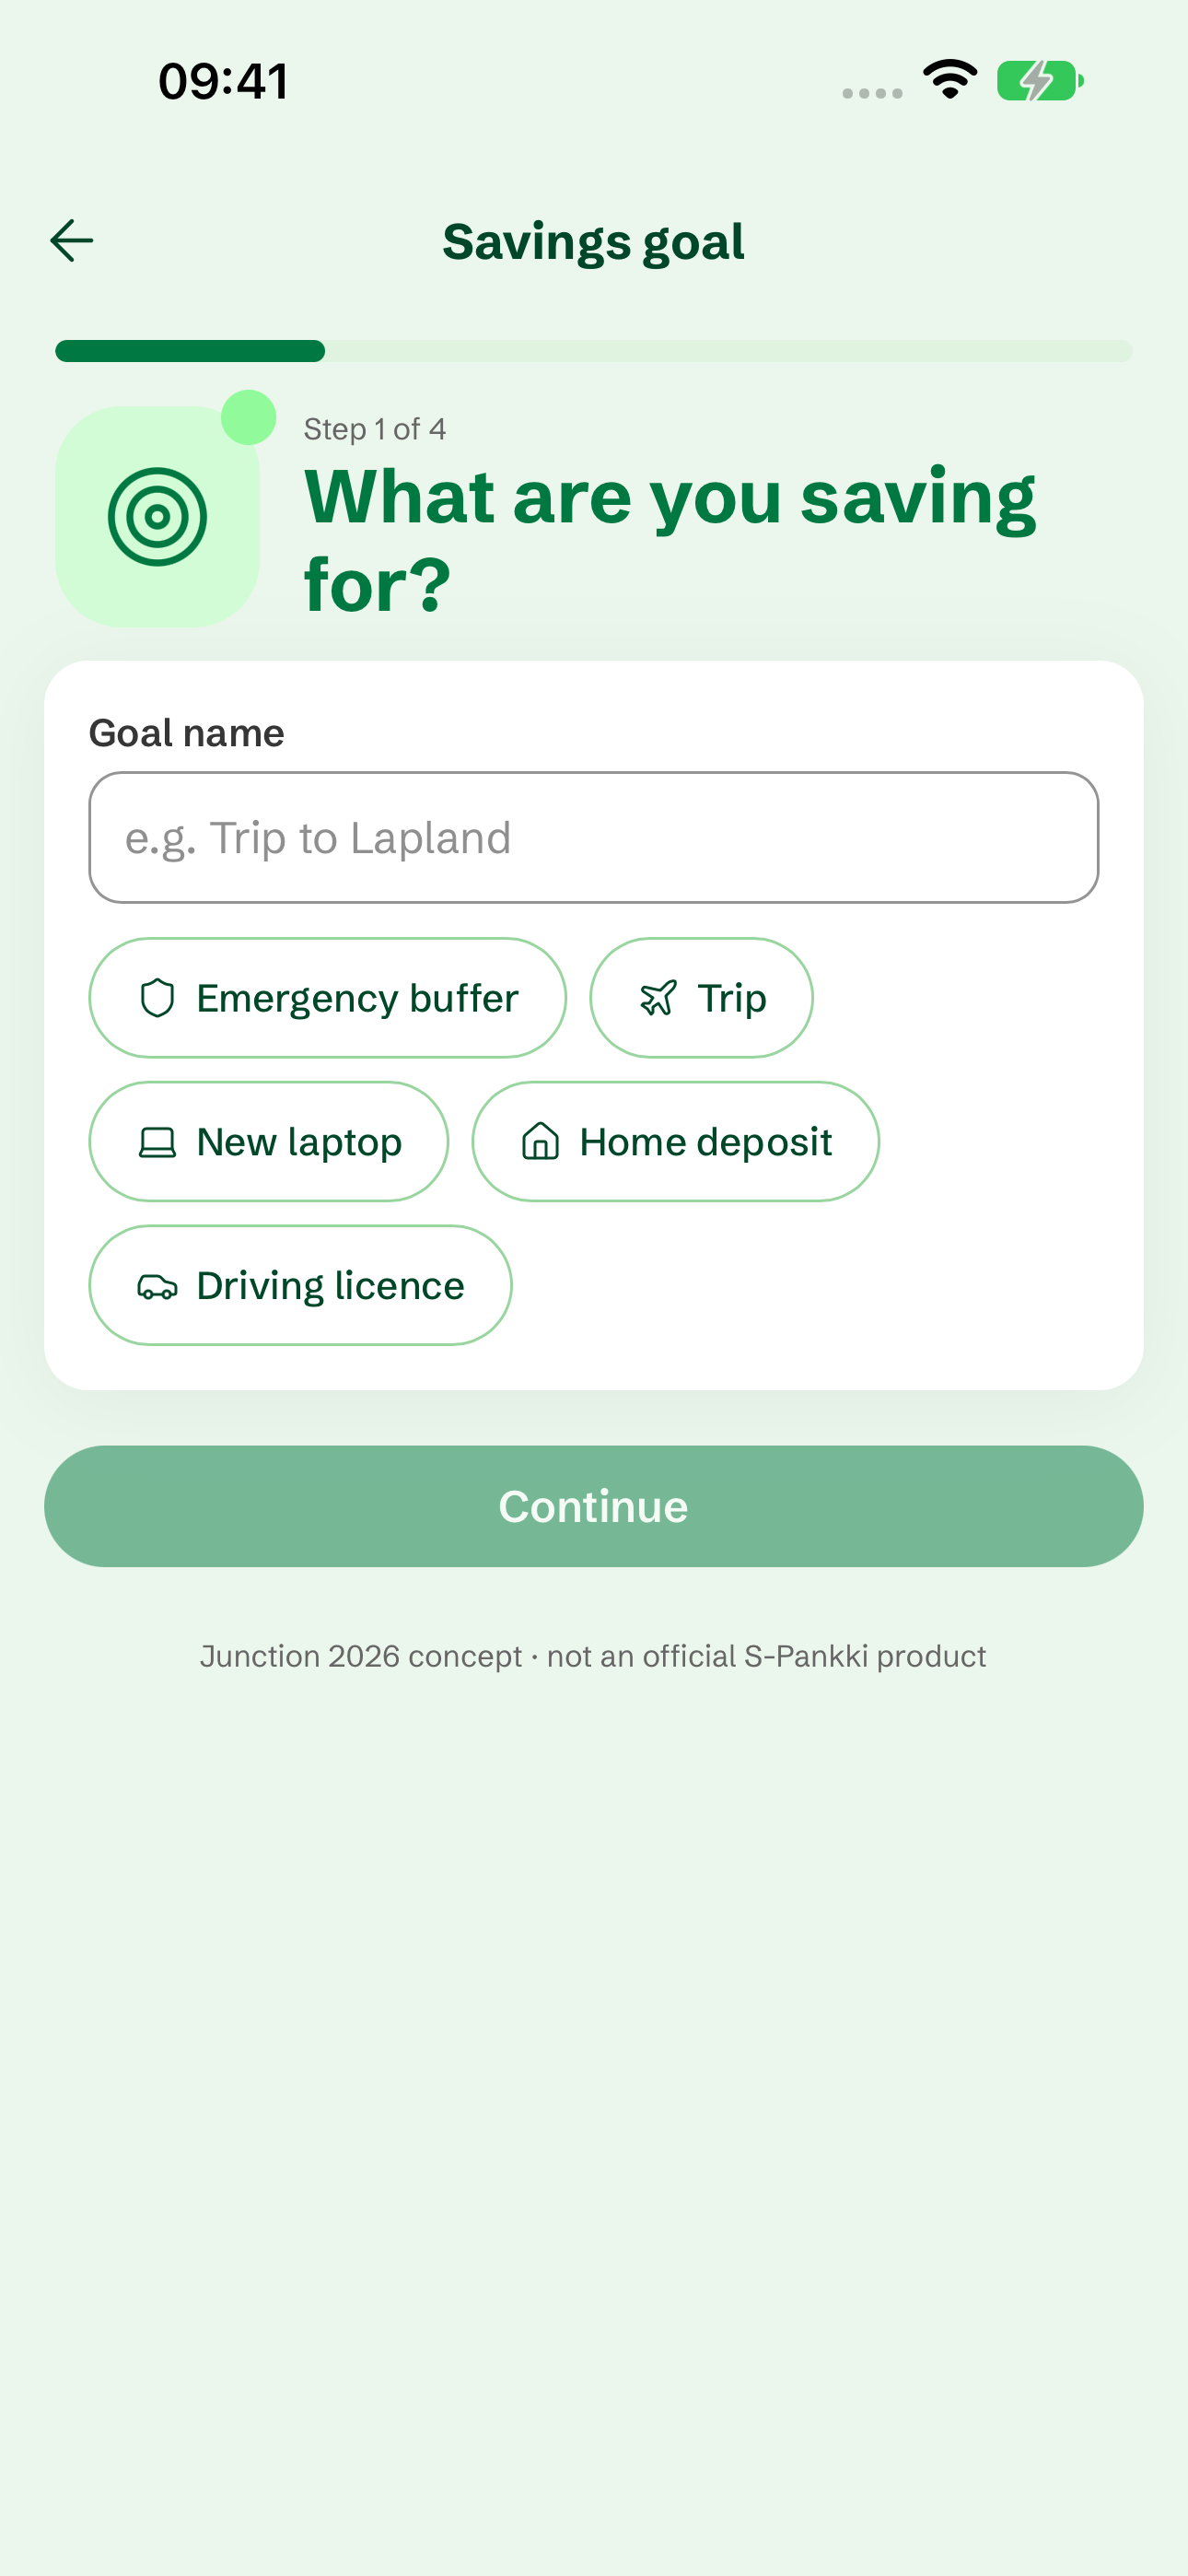 09:41
Savings goal
Step 1 of 4
What are you saving
for?
Goal name
e.g. Trip to Lapland
Emergency buffer
Trip
New laptop
Home deposit
Driving licence
Continue
Junction 2026 concept · not an official S-Pankki product